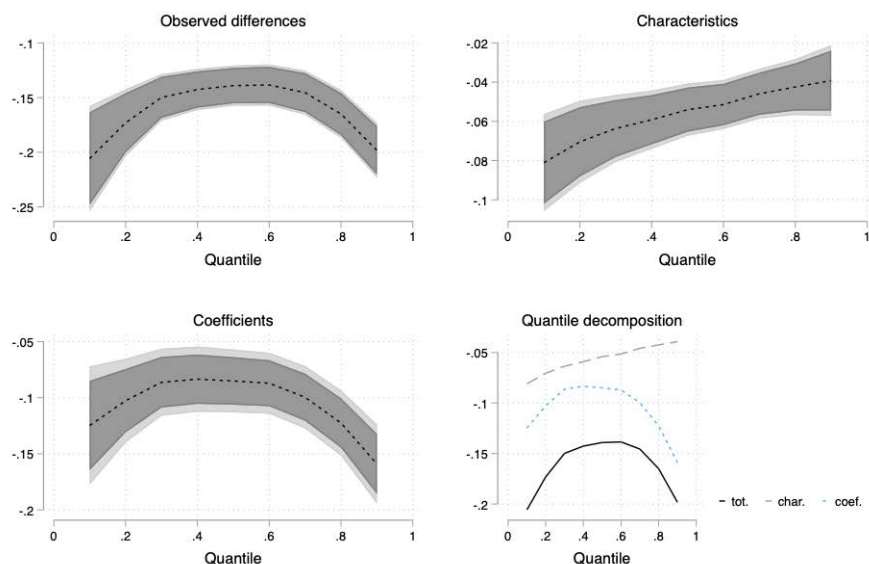 Observed differences
-.1
-.15
-.2
-.25
0 .2 .4 .6 .8 1
Quantile
Characteristics
-.02
-.04
-.06
-.08
-.1
0 .2 .4 .6 .8 1
Quantile
Coefficients
-.05
-.1
-.15
-.2
0 .2 .4 .6 .8 1
Quantile
Quantile decomposition
-.05
-.1
-.15
-.2
0 .2 .4 .6 .8 1
Quantile
tot. char. coef.